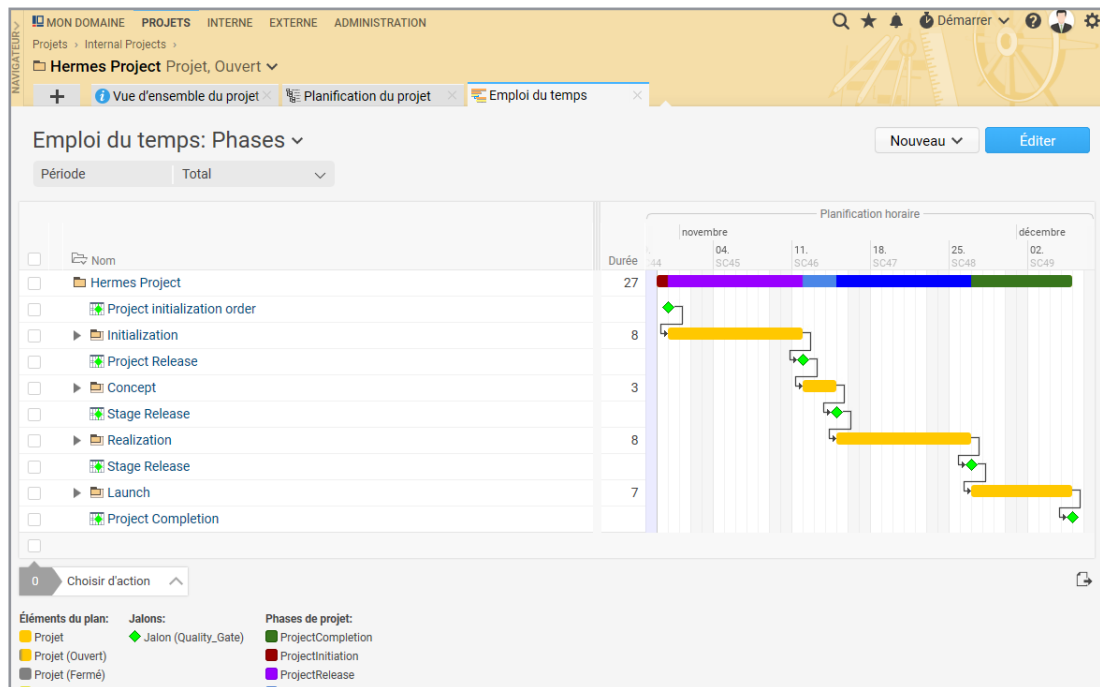 NAVIGATEUR
MON DOMAINE PROJETS INTERNE EXTERNE ADMINISTRATION Démarrer
Projets › Internal Projects ›
Hermes Project Projet, Ouvert
+ Vue d'ensemble du projet Planification du projet Emploi du temps
Emploi du temps: Phases
Nouveau Éditer
Période Total
Planification horaire
novembre décembre
04. 11. 18. 25. 02.
Nom Durée 44 SC45 SC46 SC47 SC48 SC49
Hermes Project 27
Project initialization order
Initialization 8
Project Release
Concept 3
Stage Release
Realization 8
Stage Release
Launch 7
Project Completion
0 Choisir d'action
Éléments du plan: Jalons: Phases de projet:
Projet Jalon (Quality_Gate) ProjectCompletion
Projet (Ouvert) ProjectInitiation
Projet (Fermé) ProjectRelease